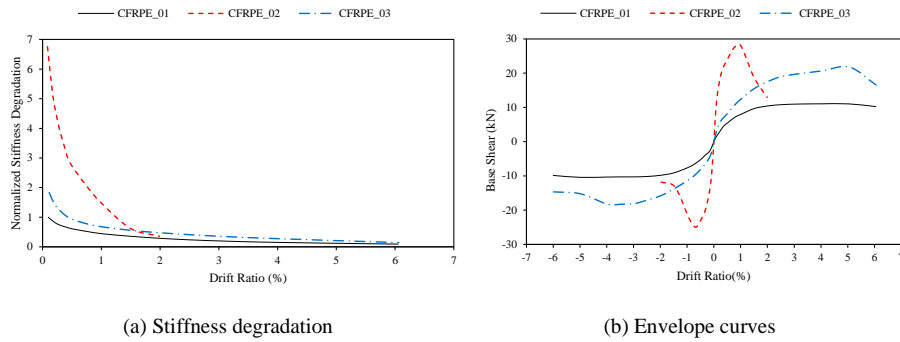 CFRPE_01 CFRPE_02 CFRPE_03
7
6
5
4
3
2
1
0
Normalized Stiffness Degradation
0 1 2 3 4 5 6 7
Drift Ratio (%)
(a) Stiffness degradation
CFRPE_01 CFRPE_02 CFRPE_03
30
20
10
0
-10
-20
-30
Base Shear (kN)
-7 -6 -5 -4 -3 -2 -1 0 1 2 3 4 5 6 7
Drift Ratio(%)
(b) Envelope curves